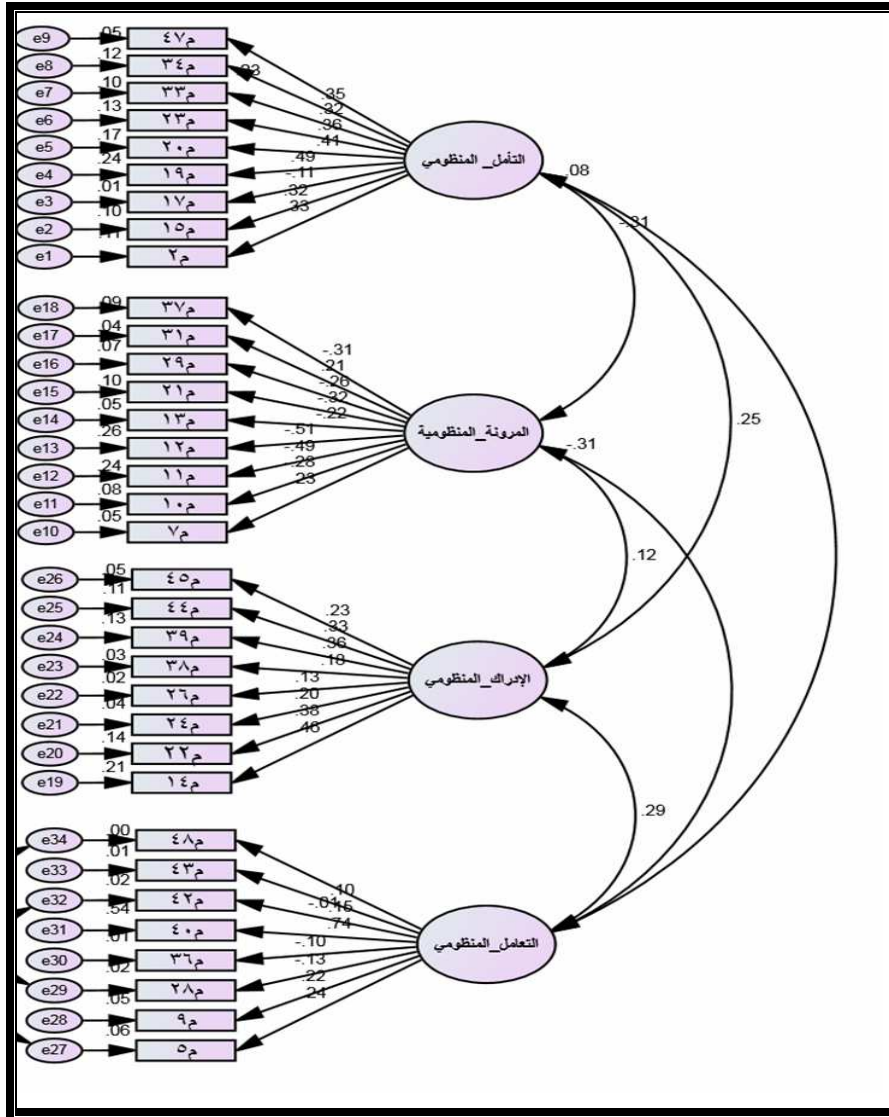 e9 .05 م٤٧
e8 .12 م٣٤ .23 .35
e7 .10 م٣٣ .32
e6 .13 م٢٣ .36
e5 .17 م٢٠ .41
e4 .24 م١٩ .49
e3 .01 م١٧ -.11
e2 .10 م١٥ .32
e1 .11 م٢ .33
التأمل_ المنظومي
.08
-.31
e18 .09 م٣٧ -.31
e17 .04 م٣١ .21
e16 .07 م٢٩ -.26
e15 .10 م٢١ -.32
e14 .05 م١٣ -.22
e13 .26 م١٢ -.51
e12 .24 م١١ -.49
e11 .08 م١٠ .28
e10 .05 م٧ .23
المرونة_المنظومية
.25
-.31
.12
e26 .05 م٤٥ .23
e25 .11 م٤٤ .33
e24 .13 م٣٩ .36
e23 .03 م٣٨ .18
e22 .02 م٢٦ .13
e21 .04 م٢٤ .20
e20 .14 م٢٢ .38
e19 .21 م١٤ .46
الإدراك_المنظومي
.29
e34 .00 م٤٨ .10
e33 .01 م٤٣ -.01
e32 .02 م٤٢ .15
e31 .54 م٤٠ .74
e30 .01 م٣٦ -.10
e29 .02 م٢٨ -.13
e28 .05 م٩ .22
e27 .06 م٥ .24
التعامل_المنظومي